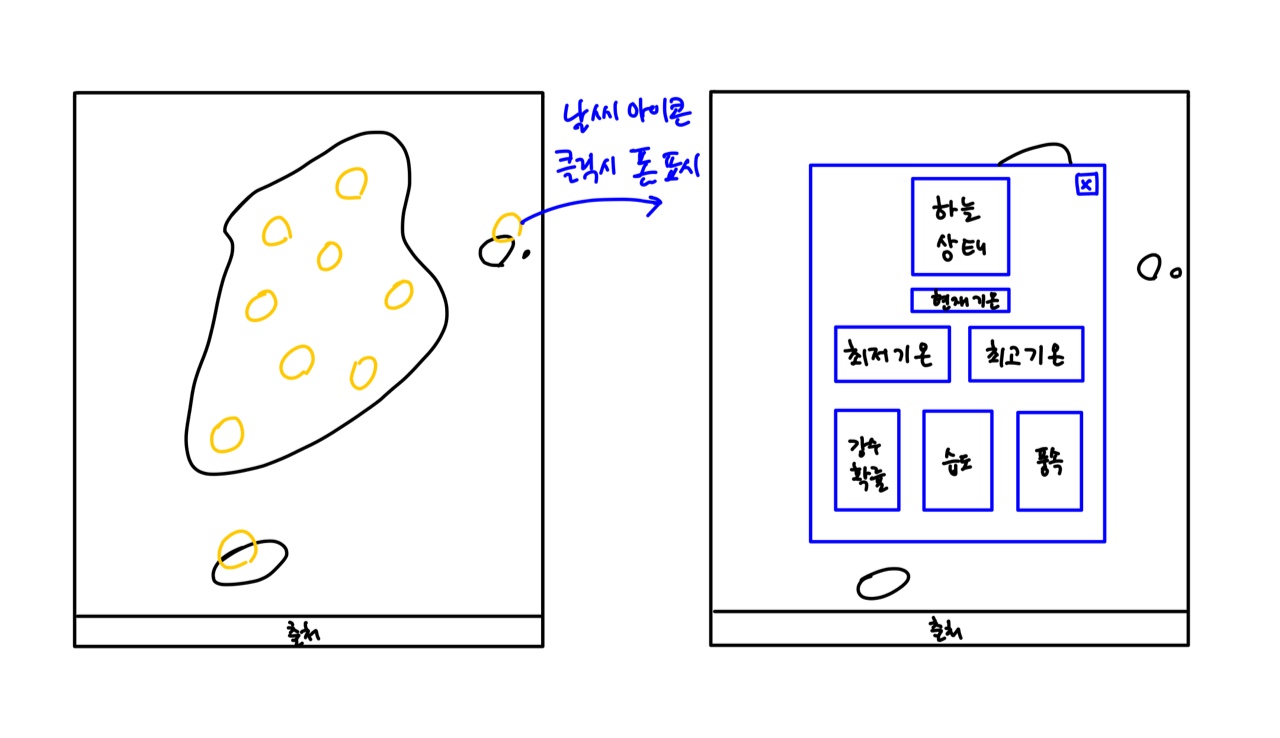 날씨 아이콘
클릭시 폼 표시
하늘
상태
현재기온
최저기온
최고기온
강수
확률
습도
풍속
출처
출처
x